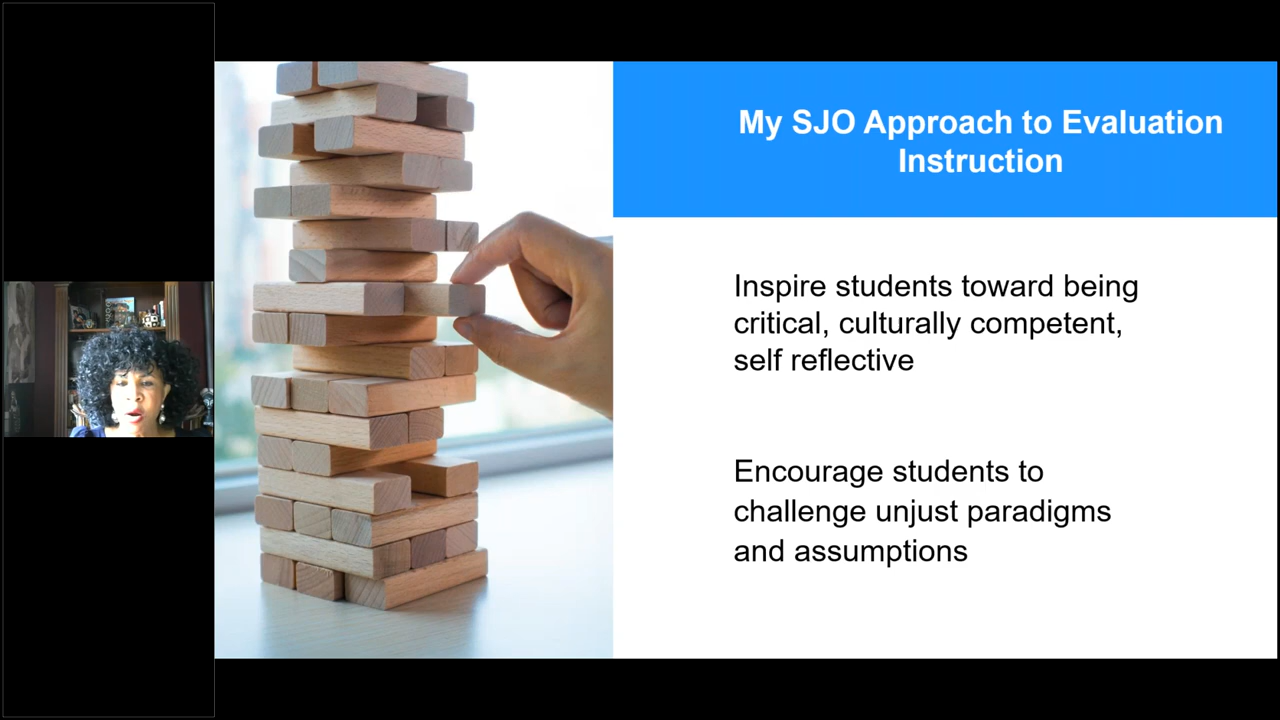 My SJO Approach to Evaluation
Instruction
Inspire students toward being
critical, culturally competent,
self reflective
Encourage students to
challenge unjust paradigms
and assumptions